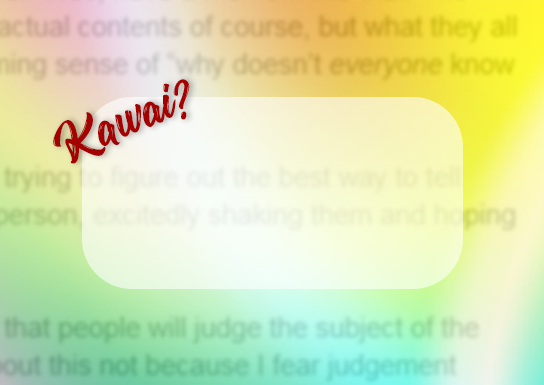 actual contents of course, but what they all
ning sense of "why doesn't everyone know
Kawai?
trying to figure out the best way to tell
person, excitedly shaking them and hoping
that people will judge the subject of the
bout this not because I fear judgement